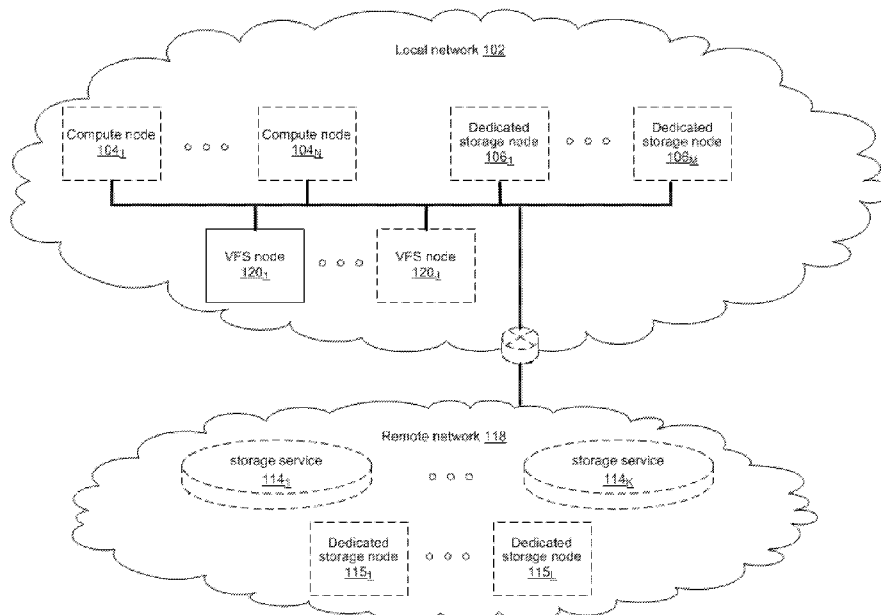 Local network 102
Compute node
104₁
Compute node
104N
Dedicated
storage node
106₁
Dedicated
storage node
106M
VFS node
120₁
VFS node
120J
Remote network 118
storage service
114₁
storage service
114K
Dedicated
storage node
115₁
Dedicated
storage node
115L